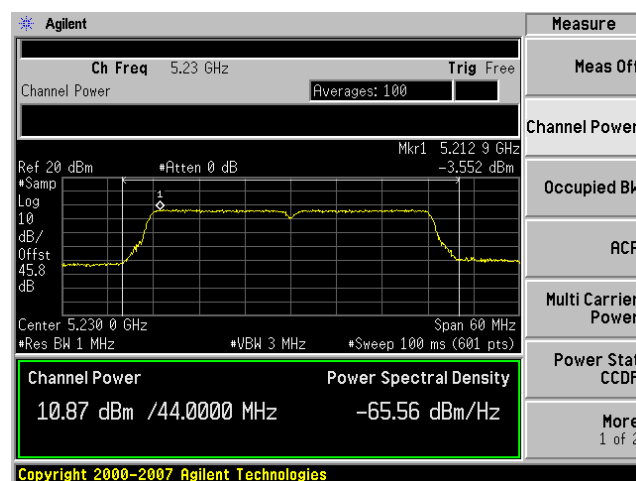 Agilent
Measure
Ch Freq 5.23 GHz Trig Free
Channel Power Averages: 100
Mkr1 5.212 9 GHz
Ref 20 dBm #Atten 0 dB -3.552 dBm
#Samp
Log
10
dB/
Offst
45.8
dB
1
Center 5.230 0 GHz Span 60 MHz
#Res BW 1 MHz #VBW 3 MHz #Sweep 100 ms (601 pts)
Channel Power Power Spectral Density
10.87 dBm /44.0000 MHz -65.56 dBm/Hz
Copyright 2000-2007 Agilent Technologies
Meas Off
Channel Power
Occupied BW
ACP
Multi Carrier
Power
Power Stat
CCDF
More
1 of 2